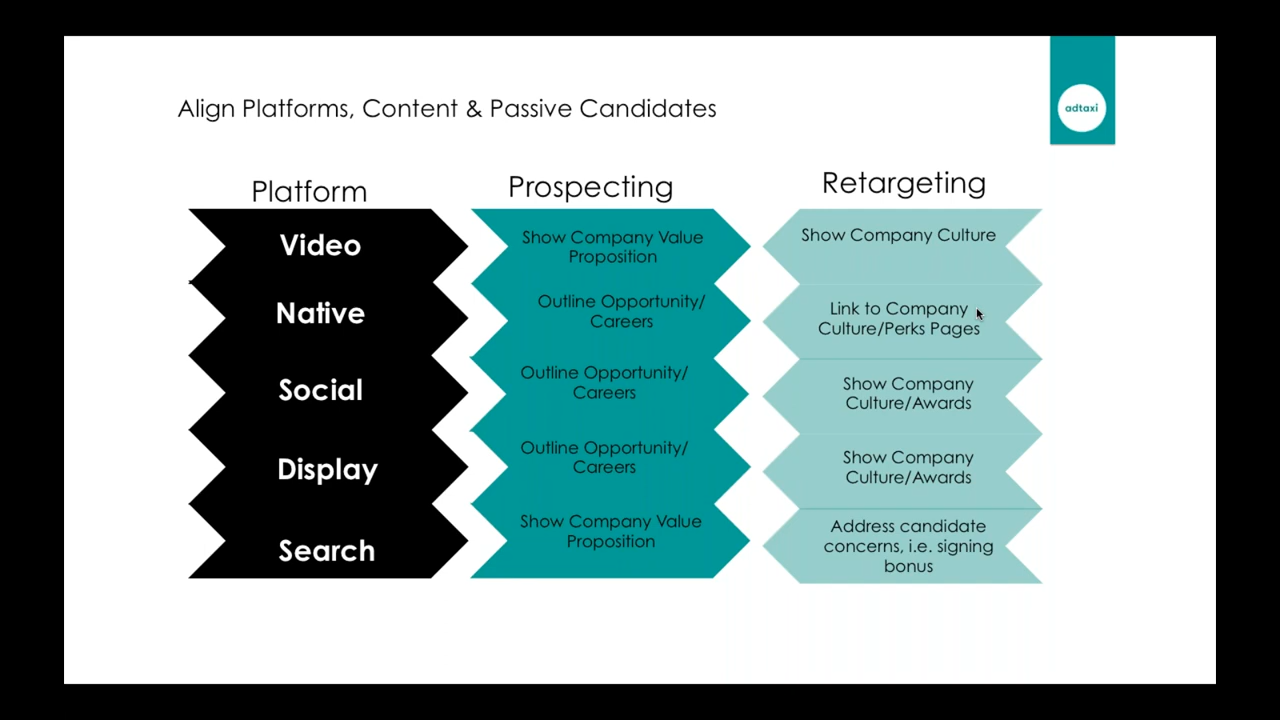 adtaxi
Align Platforms, Content & Passive Candidates
Platform
Prospecting
Retargeting
Video
Show Company Value
Proposition
Show Company Culture
Native
Outline Opportunity/
Careers
Link to Company
Culture/Perks Pages
Social
Outline Opportunity/
Careers
Show Company
Culture/Awards
Display
Outline Opportunity/
Careers
Show Company
Culture/Awards
Search
Show Company Value
Proposition
Address candidate
concerns, i.e. signing
bonus